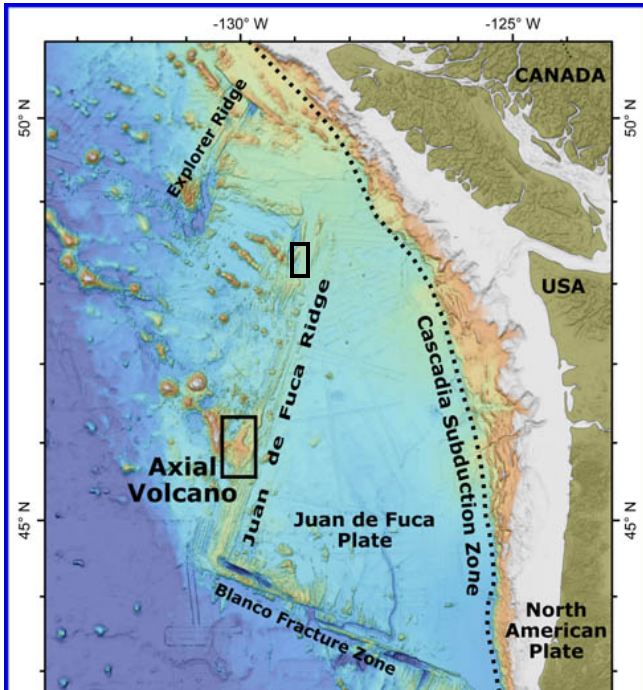 -130° W
-125° W
CANADA
50° N
50° N
Explorer Ridge
USA
Juan de Fuca Ridge
Cascadia Subduction Zone
Axial
Volcano
Juan de Fuca
Plate
45° N
45° N
Blanco Fracture Zone
North
American
Plate